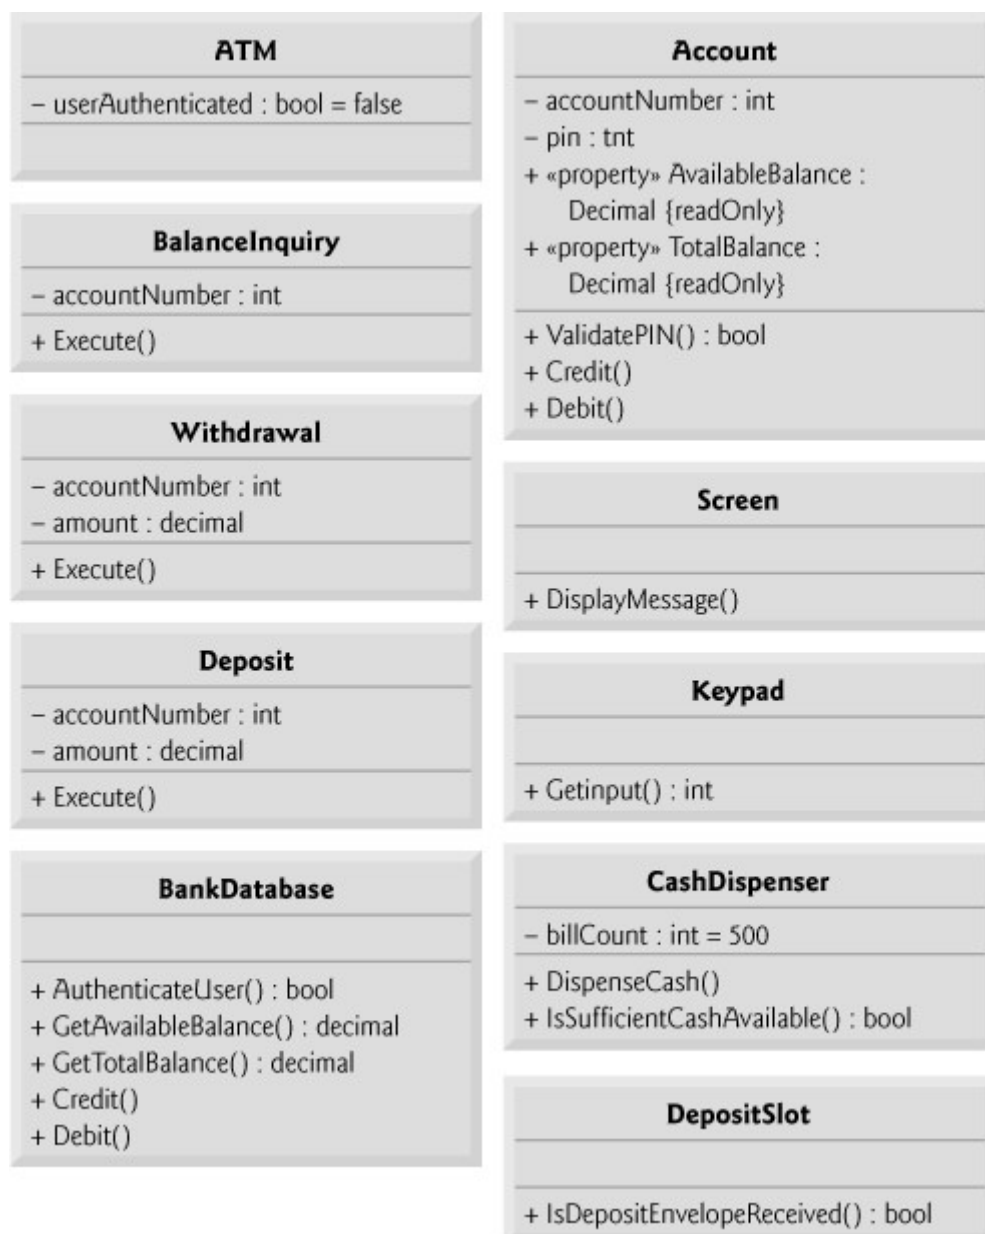 ATM
– userAuthenticated : bool = false
BalanceInquiry
– accountNumber : int
+ Execute()
Withdrawal
– accountNumber : int
– amount : decimal
+ Execute()
Deposit
– accountNumber : int
– amount : decimal
+ Execute()
BankDatabase
+ AuthenticateUser() : bool
+ GetAvailableBalance() : decimal
+ GetTotalBalance() : decimal
+ Credit()
+ Debit()
Account
– accountNumber : int
– pin : tnt
+ «property» AvailableBalance :
Decimal {readOnly}
+ «property» TotalBalance :
Decimal {readOnly}
+ ValidatePIN() : bool
+ Credit()
+ Debit()
Screen
+ DisplayMessage()
Keypad
+ Getinput() : int
CashDispenser
– billCount : int = 500
+ DispenseCash()
+ IsSufficientCashAvailable() : bool
DepositSlot
+ IsDepositEnvelopeReceived() : bool